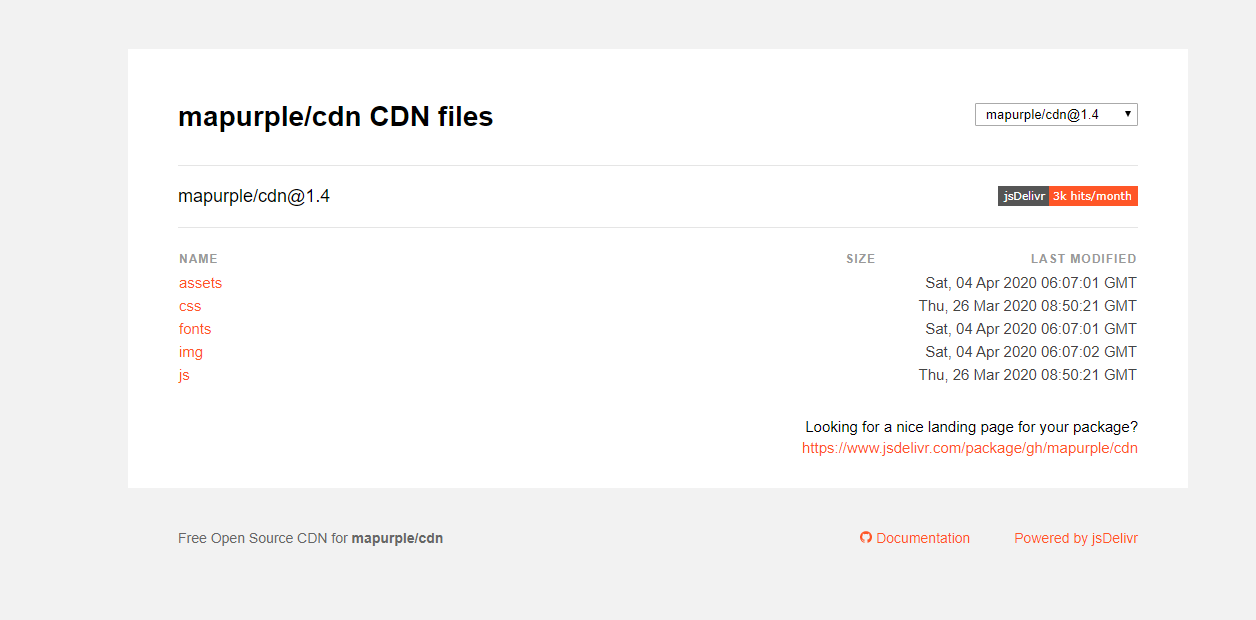 mapurple/cdn CDN files
mapurple/cdn@1.4
mapurple/cdn@1.4
jsDelivr 3k hits/month
NAME SIZE LAST MODIFIED
assets Sat, 04 Apr 2020 06:07:01 GMT
css Thu, 26 Mar 2020 08:50:21 GMT
fonts Sat, 04 Apr 2020 06:07:01 GMT
img Sat, 04 Apr 2020 06:07:02 GMT
js Thu, 26 Mar 2020 08:50:21 GMT
Looking for a nice landing page for your package?
https://www.jsdelivr.com/package/gh/mapurple/cdn
Free Open Source CDN for mapurple/cdn Documentation Powered by jsDelivr